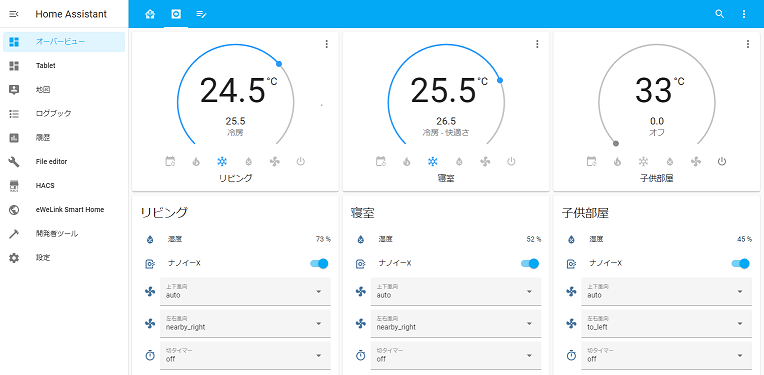 Home Assistant
オーバービュー
Tablet
地図
ログブック
履歴
File editor
HACS
eWeLink Smart Home
開発者ツール
設定
24.5 °C
25.5
冷房
リビング
25.5 °C
26.5
冷房 - 快適さ
寝室
33 °C
0.0
オフ
子供部屋
リビング
湿度 73 %
ナノイーX
上下風向
auto
左右風向
nearby_right
切タイマー
off
寝室
湿度 52 %
ナノイーX
上下風向
auto
左右風向
nearby_right
切タイマー
off
子供部屋
湿度 45 %
ナノイーX
上下風向
auto
左右風向
to_left
切タイマー
off